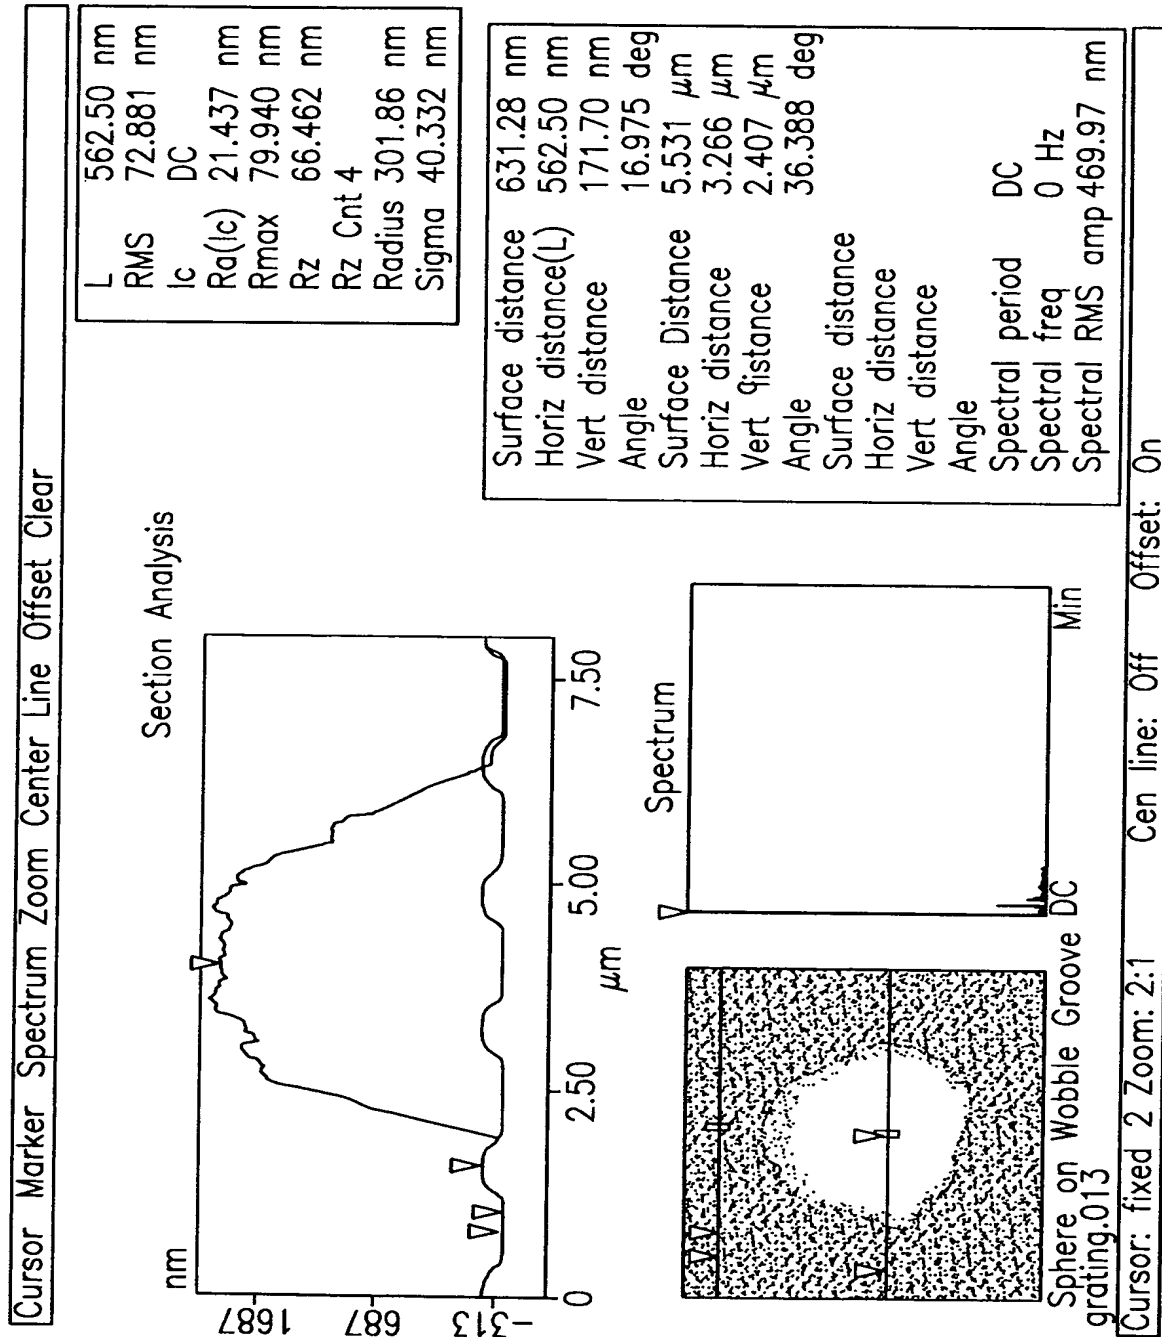 Cursor Marker Spectrum Zoom Center Line Offset Clear
Section Analysis
L 562.50 nm
RMS 72.881 nm
lc DC
Ra(lc) 21.437 nm
Rmax 79.940 nm
Rz 66.462 nm
Rz Cnt 4
Radius 301.86 nm
Sigma 40.332 nm
nm
1687
687
-313
0
2.50
5.00
7.50
μm
Surface distance 631.28 nm
Horiz distance(L) 562.50 nm
Vert distance 171.70 nm
Angle 16.975 deg
Surface Distance 5.531 μm
Horiz distance 3.266 μm
Vert distance 2.407 μm
Angle 36.388 deg
Surface distance
Horiz distance
Vert distance
Angle
Spectral period DC
Spectral freq 0 Hz
Spectral RMS amp 469.97 nm
Spectrum
DC
Min
Sphere on Wobble Groove
grating.013
Cursor: fixed 2 Zoom: 2:1 Cen line: Off Offset: On